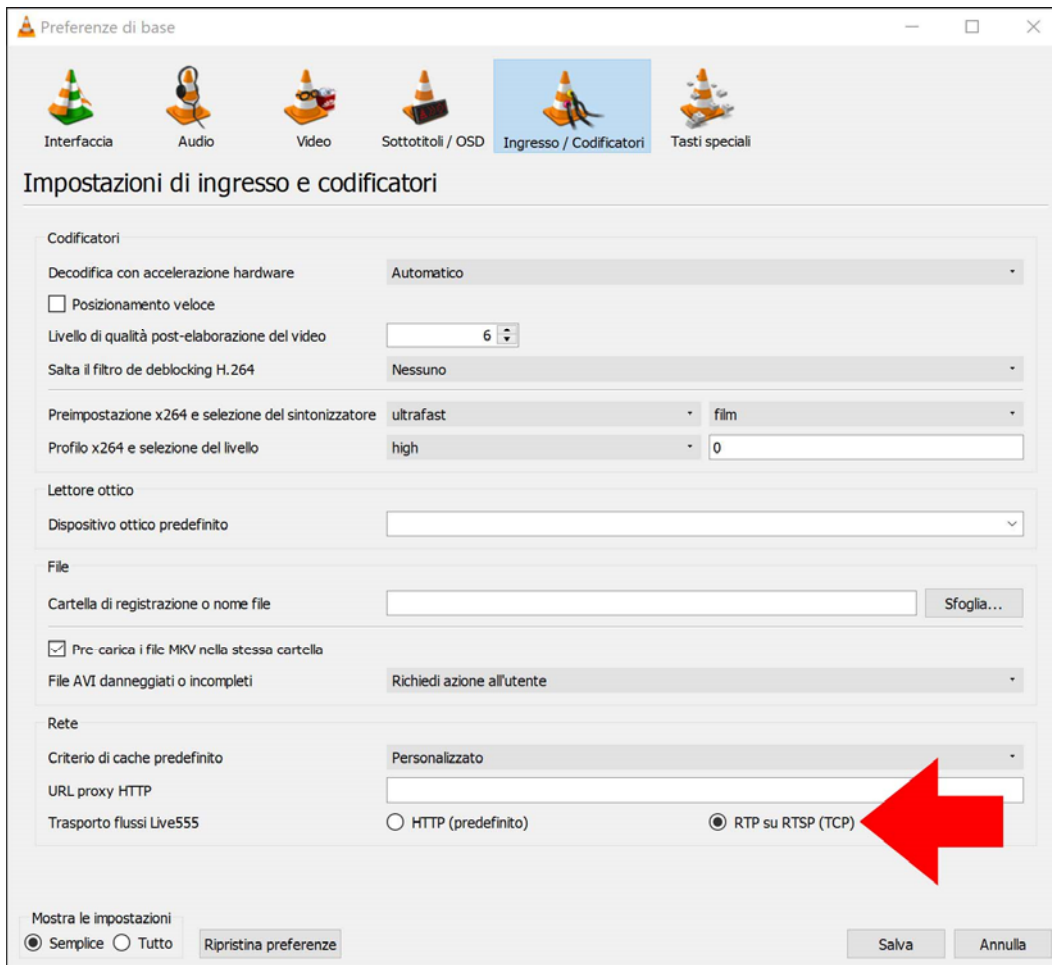 Preferenze di base
Interfaccia Audio Video Sottotitoli / OSD Ingresso / Codificatori Tasti speciali
Impostazioni di ingresso e codificatori
Codificatori
Decodifica con accelerazione hardware Automatico
Posizionamento veloce
Livello di qualità post-elaborazione del video 6
Salta il filtro de deblocking H.264 Nessuno
Preimpostazione x264 e selezione del sintonizzatore ultrafast film
Profilo x264 e selezione del livello high 0
Lettore ottico
Dispositivo ottico predefinito
File
Cartella di registrazione o nome file Sfoglia...
Pre-carica i file MKV nella stessa cartella
File AVI danneggiati o incompleti Richiedi azione all'utente
Rete
Criterio di cache predefinito Personalizzato
URL proxy HTTP
Trasporto flussi Live555 HTTP (predefinito) RTP su RTSP (TCP)
Mostra le impostazioni
Semplice Tutto Ripristina preferenze Salva Annulla